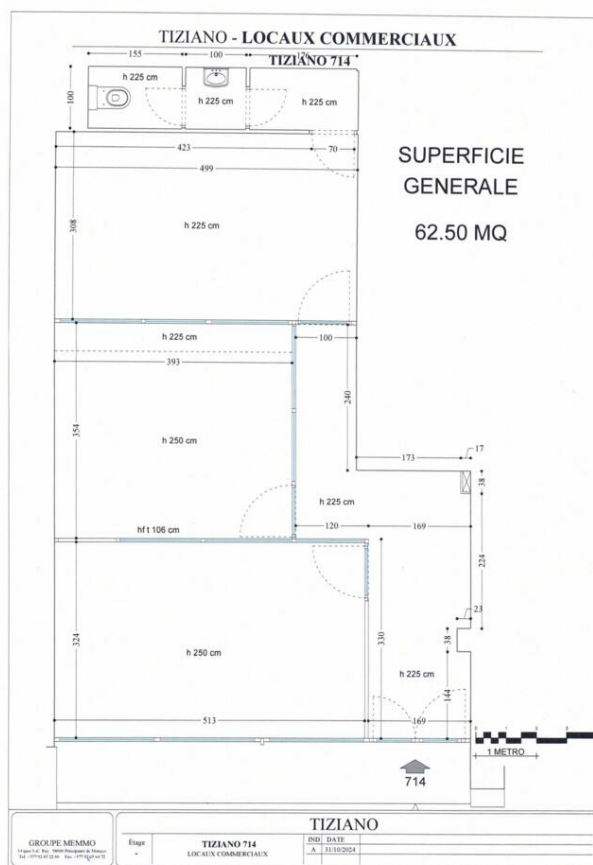 TIZIANO - LOCAUX COMMERCIAUX
TIZIANO 714
155
100
176
h 225 cm
h 225 cm
h 225 cm
100
423
70
499
SUPERFICIE
GENERALE
62.50 MQ
h 225 cm
308
h 225 cm
100
393
240
354
h 250 cm
173
17
38
h 225 cm
hf t 106 cm
120
169
224
23
324
330
38
h 250 cm
h 225 cm
144
513
169
1 METRO
714
TIZIANO
GROUPE MEMMO
Étage
-
TIZIANO 714
LOCAUX COMMERCIAUX
IND
DATE
A
31/10/2024